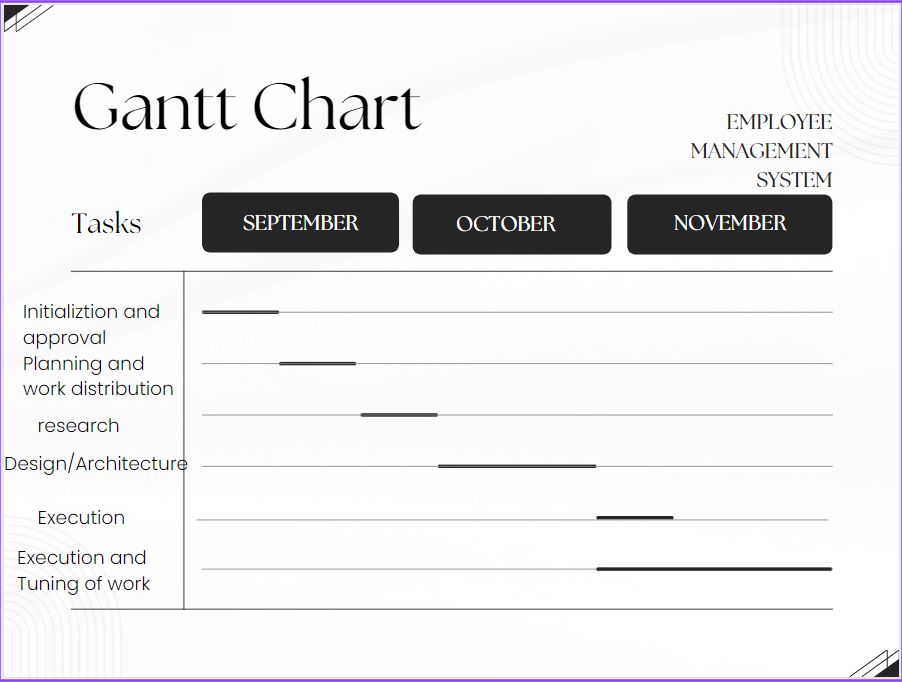 Gantt Chart
EMPLOYEE
MANAGEMENT
SYSTEM
Tasks
SEPTEMBER
OCTOBER
NOVEMBER
Initializtion and
approval
Planning and
work distribution
research
Design/Architecture
Execution
Execution and
Tuning of work